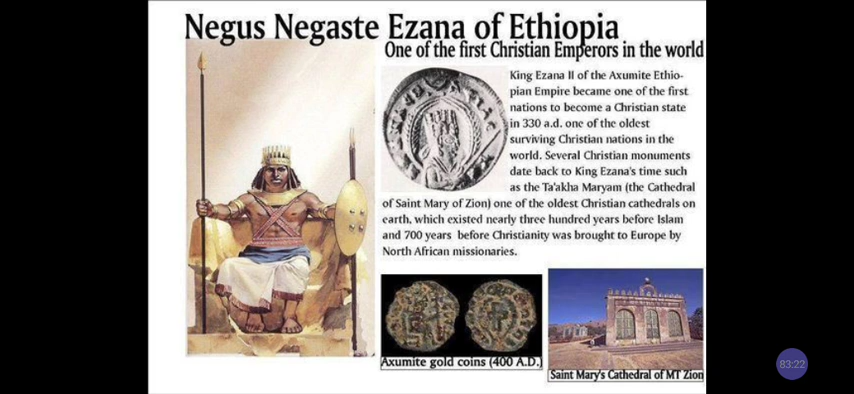 Negus Negaste Ezana of Ethiopia
One of the first Christian Emperors in the world
King Ezana II of the Axumite Ethio-
pian Empire became one of the first
nations to become a Christian state
in 330 a.d. one of the oldest
surviving Christian nations in the
world. Several Christian monuments
date back to King Ezana's time such
as the Ta'akha Maryam (the Cathedral
of Saint Mary of Zion) one of the oldest Christian cathedrals on
earth, which existed nearly three hundred years before Islam
and 700 years before Christianity was brought to Europe by
North African missionaries.
Axumite gold coins (400 A.D.)
Saint Mary's Cathedral of MT Zion
83:22